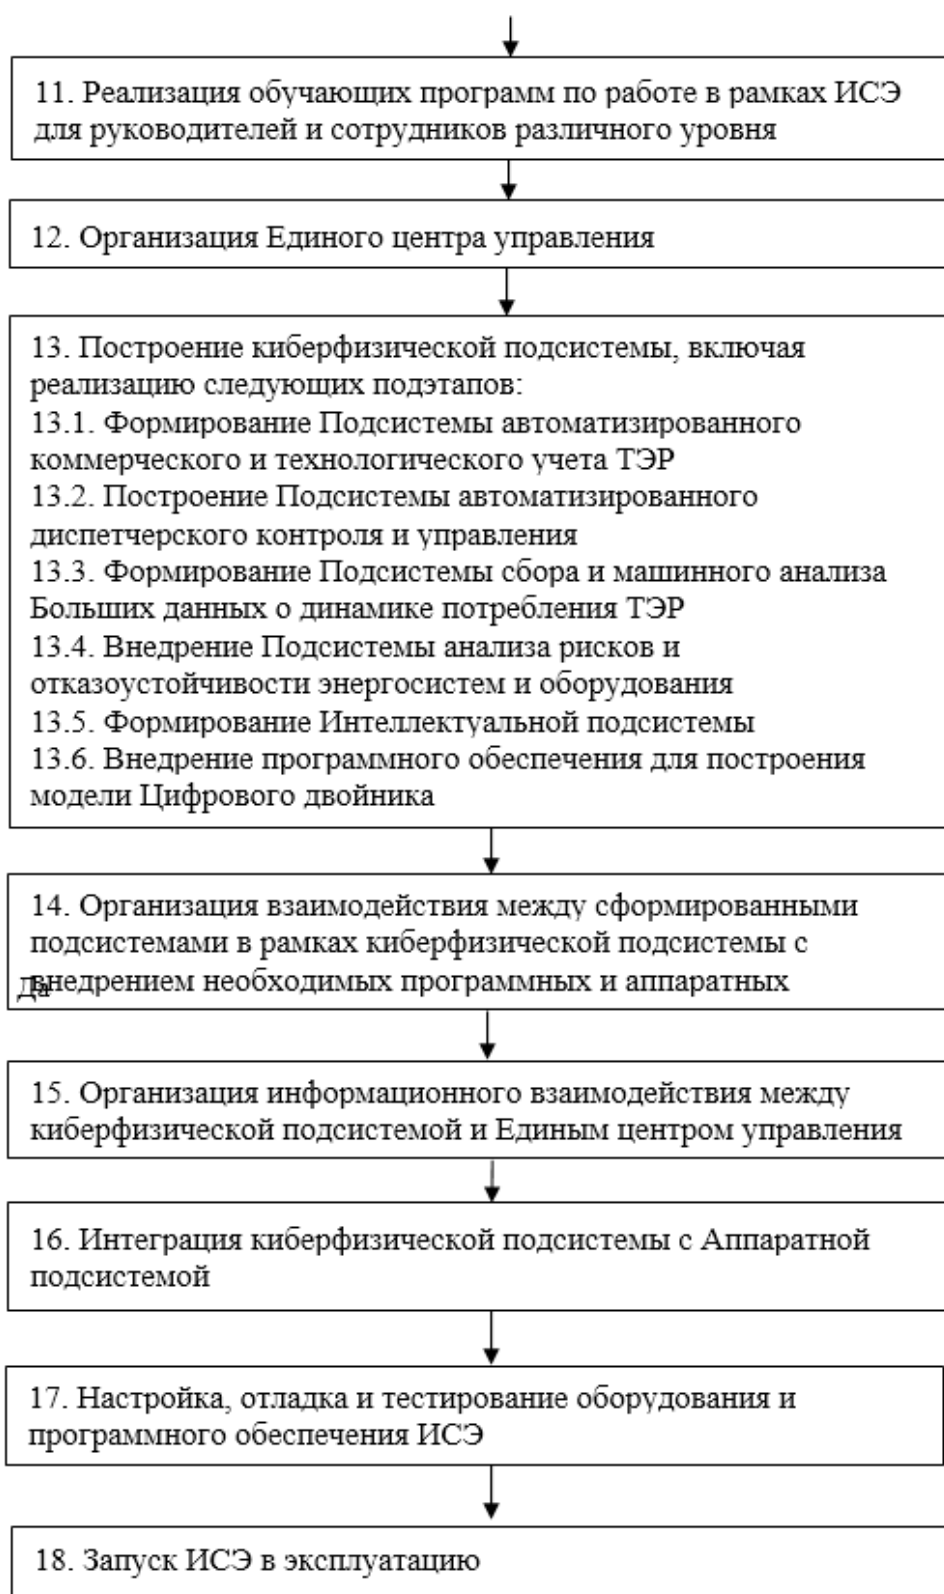 11. Реализация обучающих программ по работе в рамках ИСЭ
для руководителей и сотрудников различного уровня
12. Организация Единого центра управления
13. Построение киберфизической подсистемы, включая
реализацию следующих подэтапов:
13.1. Формирование Подсистемы автоматизированного
коммерческого и технологического учета ТЭР
13.2. Построение Подсистемы автоматизированного
диспетчерского контроля и управления
13.3. Формирование Подсистемы сбора и машинного анализа
Больших данных о динамике потребления ТЭР
13.4. Внедрение Подсистемы анализа рисков и
отказоустойчивости энергосистем и оборудования
13.5. Формирование Интеллектуальной подсистемы
13.6. Внедрение программного обеспечения для построения
модели Цифрового двойника
14. Организация взаимодействия между сформированными
подсистемами в рамках киберфизической подсистемы с
внедрением необходимых программных и аппаратных
Да
15. Организация информационного взаимодействия между
киберфизической подсистемой и Единым центром управления
16. Интеграция киберфизической подсистемы с Аппаратной
подсистемой
17. Настройка, отладка и тестирование оборудования и
программного обеспечения ИСЭ
18. Запуск ИСЭ в эксплуатацию